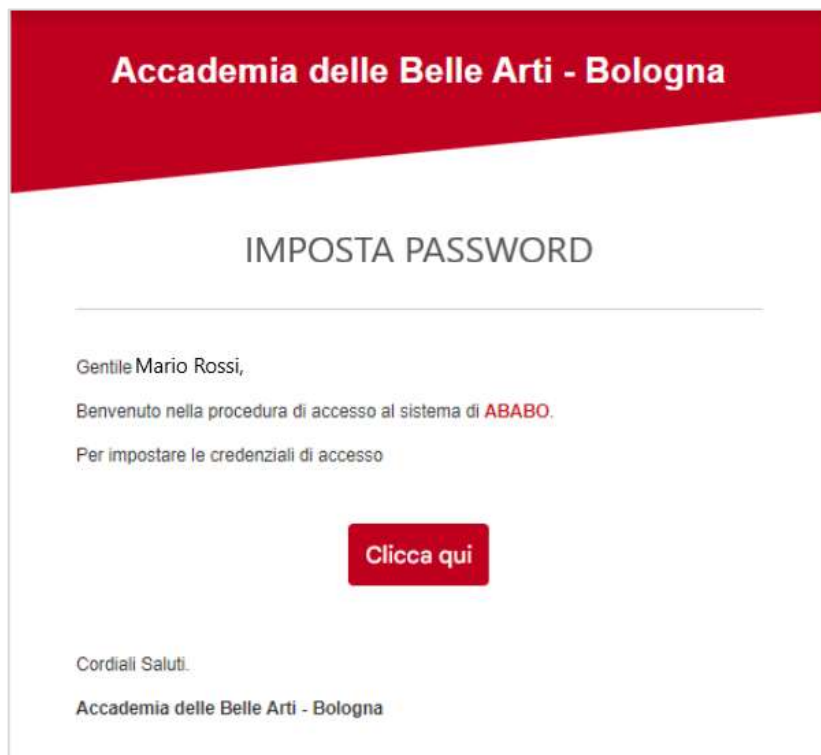 Accademia delle Belle Arti - Bologna
IMPOSTA PASSWORD
Gentile Mario Rossi,
Benvenuto nella procedura di accesso al sistema di ABABO.
Per impostare le credenziali di accesso
Clicca qui
Cordiali Saluti.
Accademia delle Belle Arti - Bologna